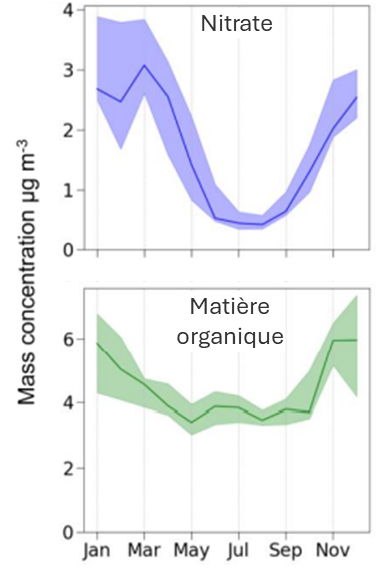 Mass concentration µg m-3
Nitrate
4
3
2
1
0
Matière
organique
6
4
2
0
Jan Mar May Jul Sep Nov